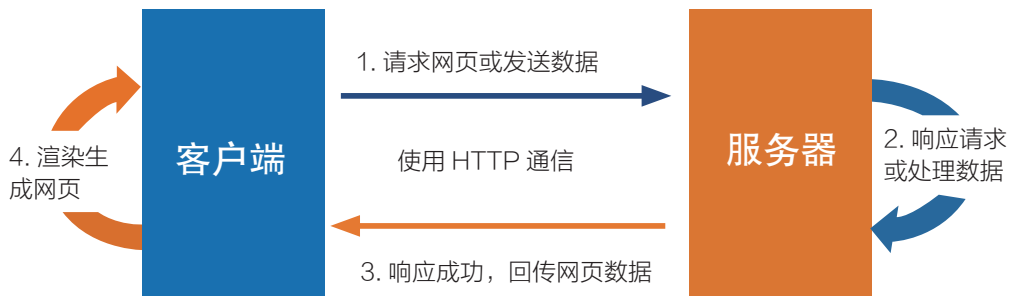 1. 请求网页或发送数据
客户端
服务器
4. 渲染生
成网页
使用 HTTP 通信
2. 响应请求
或处理数据
3. 响应成功，回传网页数据